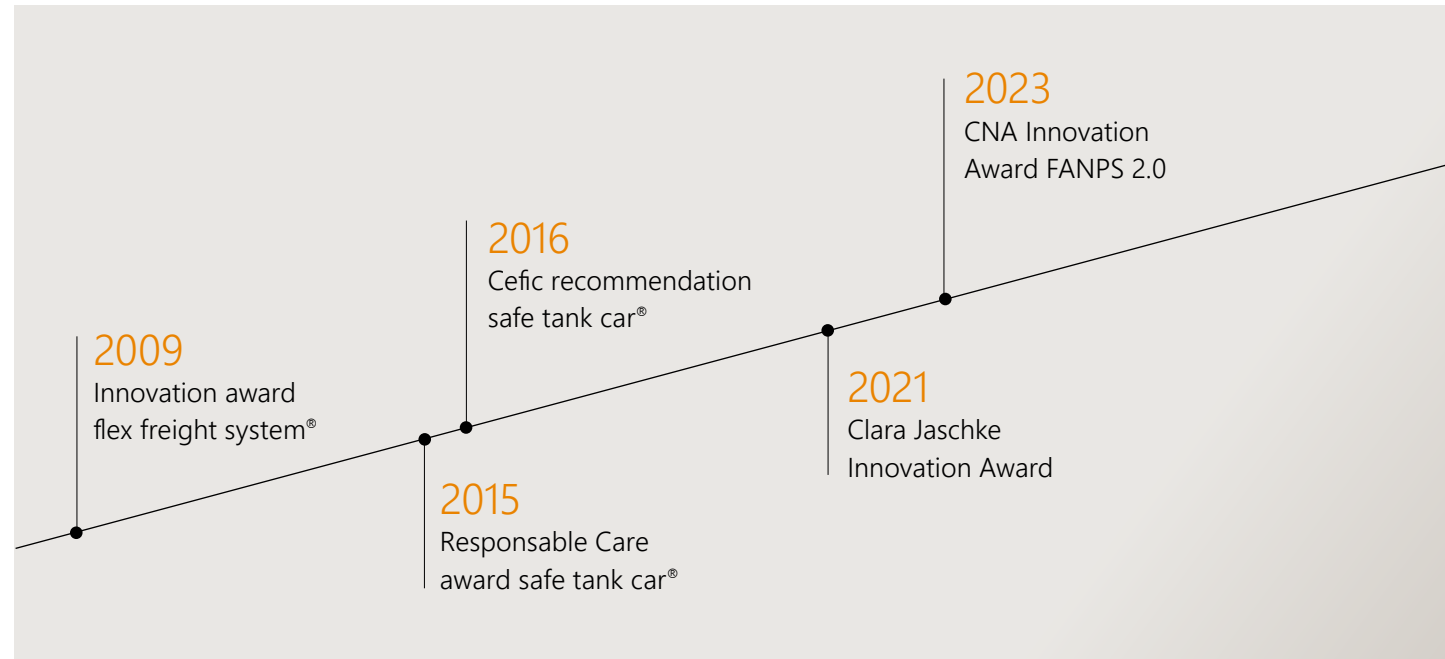 2009
Innovation award
flex freight system®
2015
Responsable Care
award safe tank car®
2016
Cefic recommendation
safe tank car®
2021
Clara Jaschke
Innovation Award
2023
CNA Innovation
Award FANPS 2.0